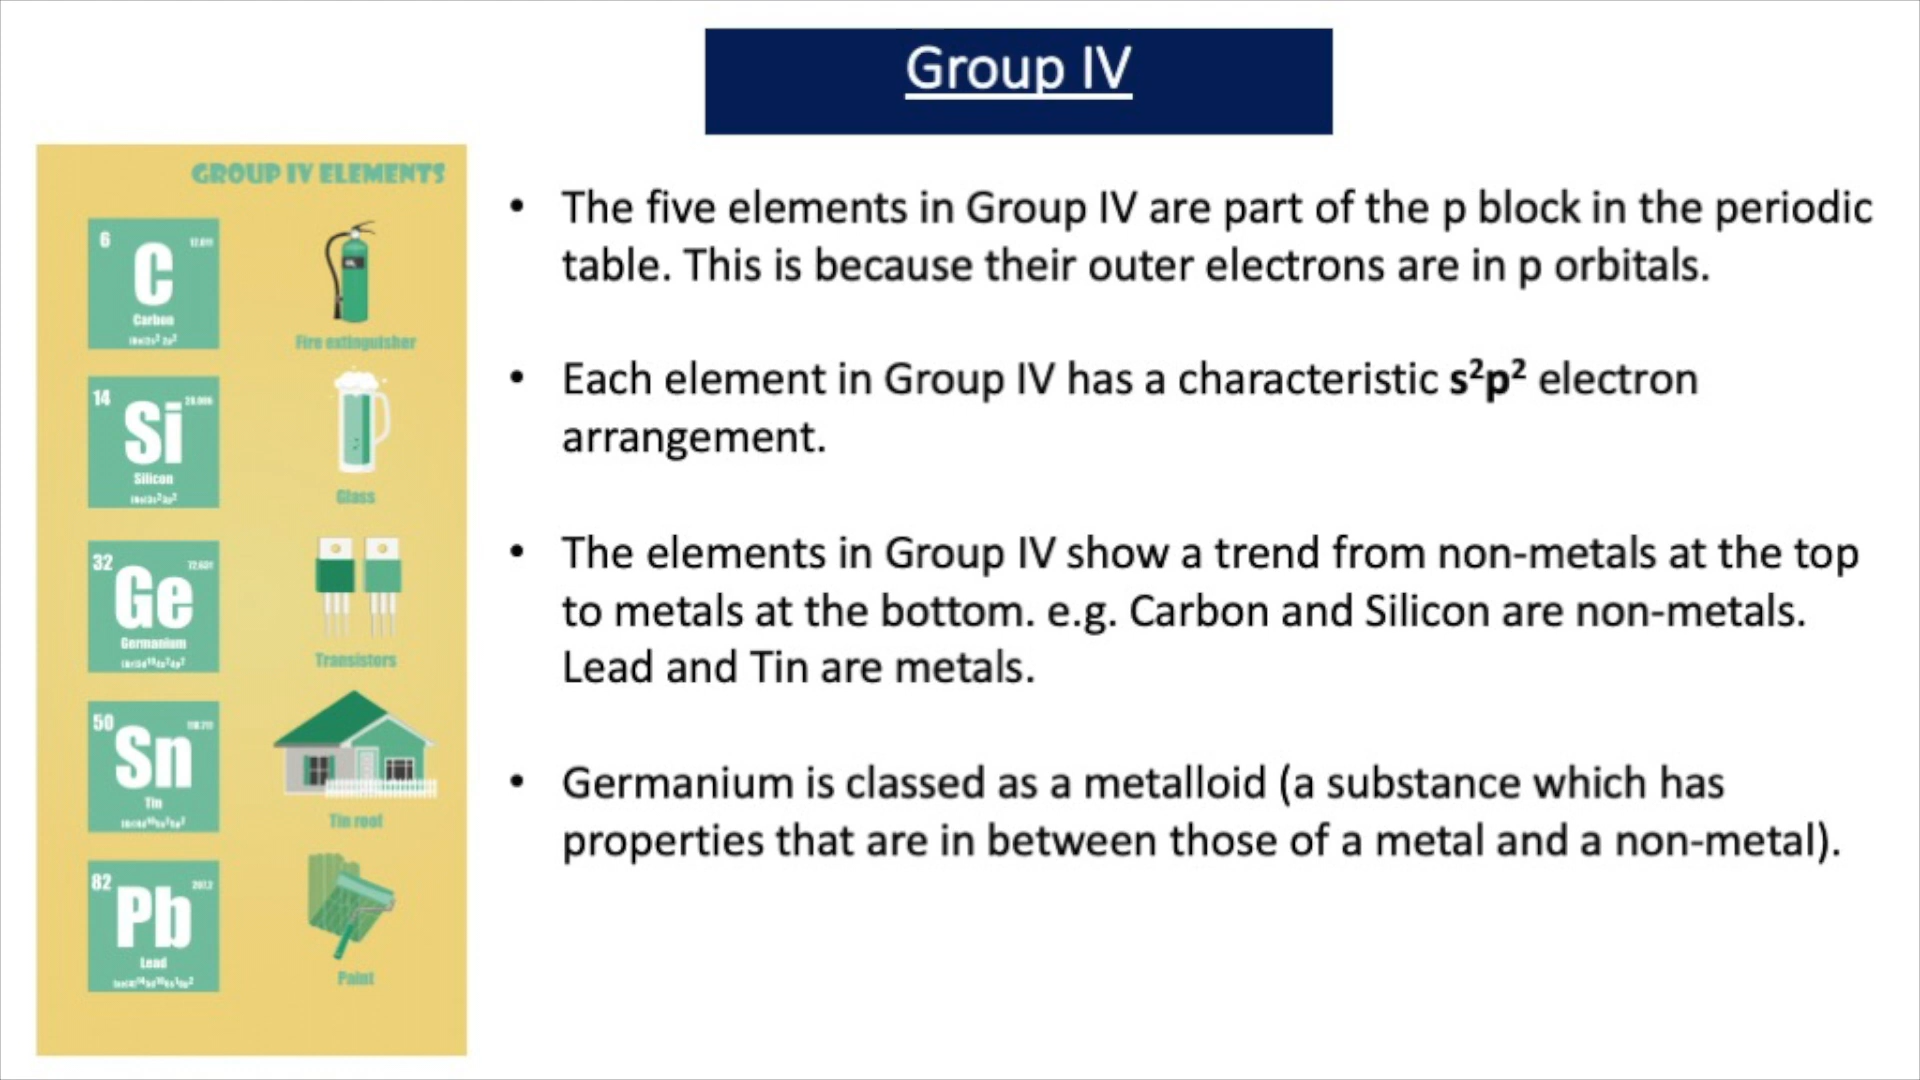 Group IV
GROUP IV ELEMENTS
6
C
Carbon
Fire extinguisher
14
Si
Silicon
Glass
32
Ge
Germanium
Transistors
50
Sn
Tin
Tin roof
82
Pb
Lead
Paint
• The five elements in Group IV are part of the p block in the periodic
table. This is because their outer electrons are in p orbitals.
• Each element in Group IV has a characteristic s²p² electron
arrangement.
• The elements in Group IV show a trend from non-metals at the top
to metals at the bottom. e.g. Carbon and Silicon are non-metals.
Lead and Tin are metals.
• Germanium is classed as a metalloid (a substance which has
properties that are in between those of a metal and a non-metal).